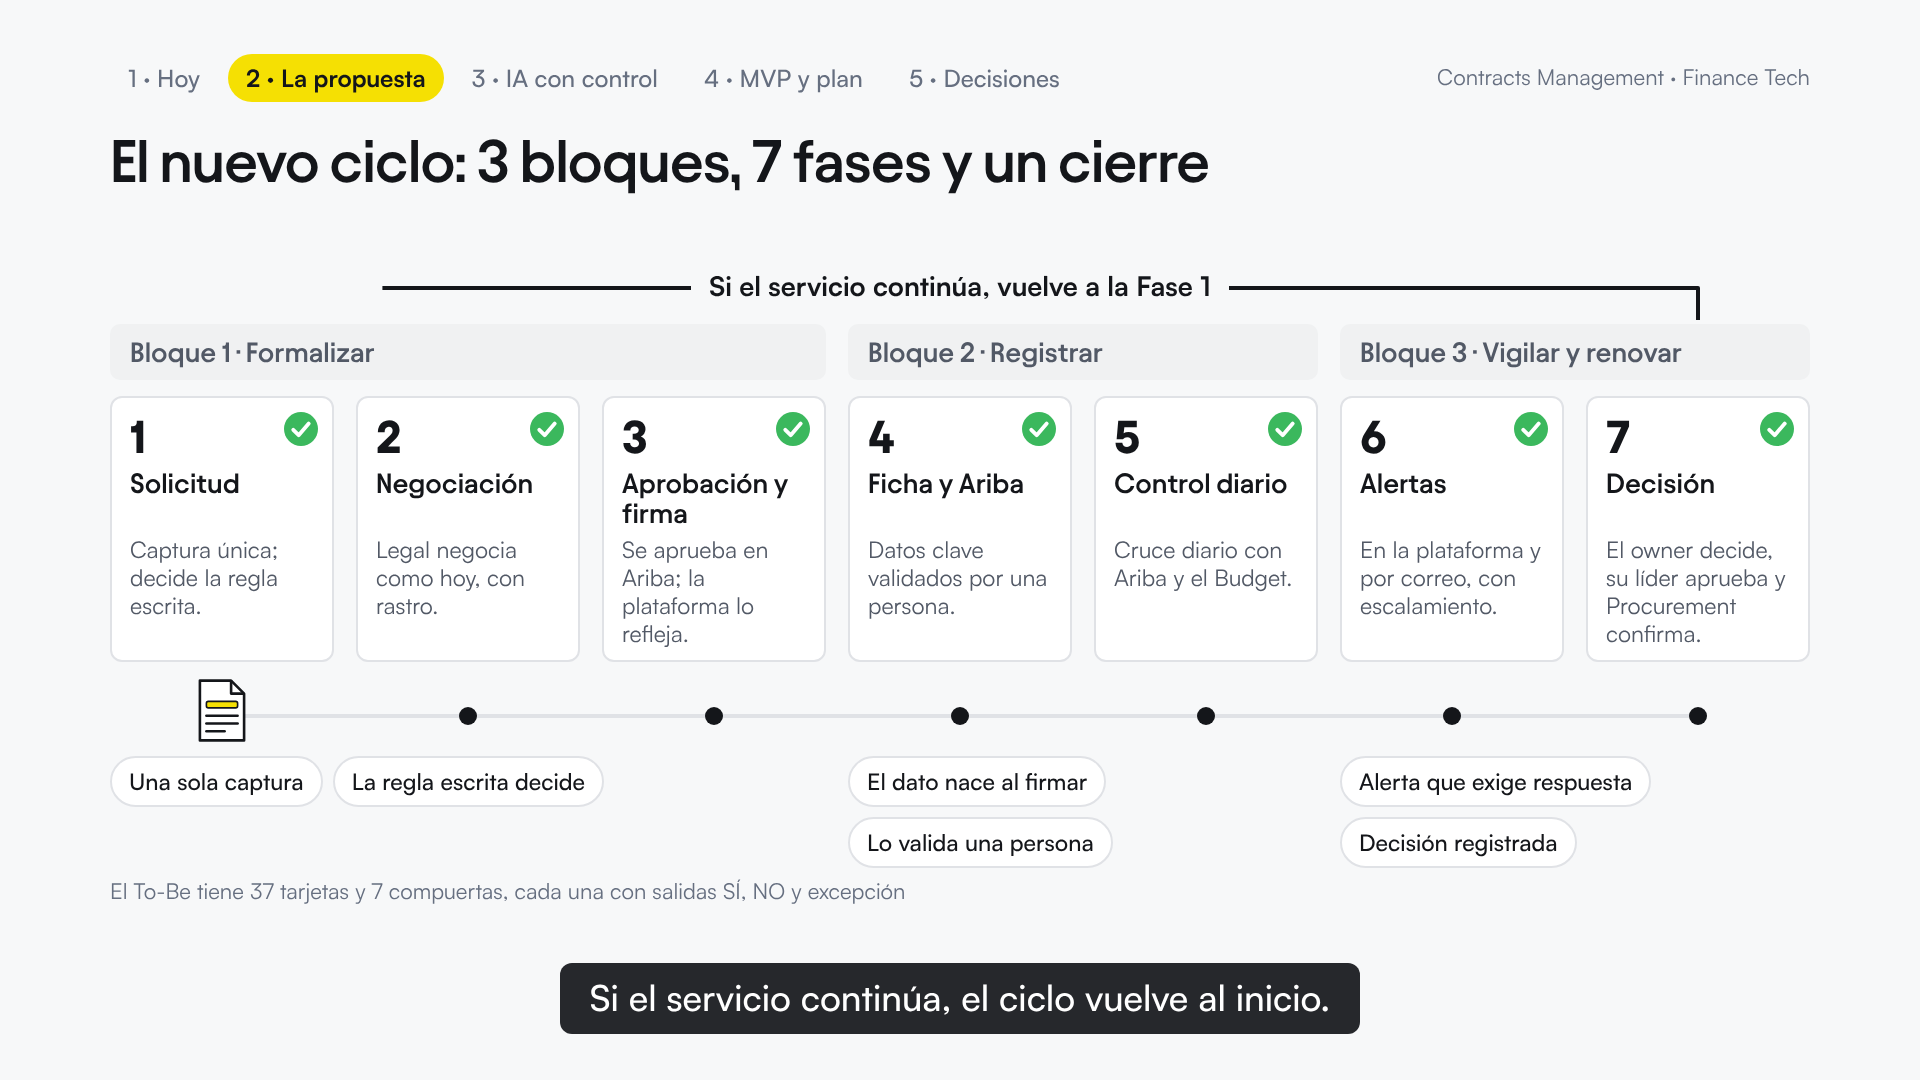 1 · Hoy
2 · La propuesta
3 · IA con control
4 · MVP y plan
5 · Decisiones
Contracts Management · Finance Tech
El nuevo ciclo: 3 bloques, 7 fases y un cierre
Si el servicio continúa, vuelve a la Fase 1
Bloque 1 · Formalizar
Bloque 2 · Registrar
Bloque 3 · Vigilar y renovar
1
Solicitud
Captura única;
decide la regla
escrita.
2
Negociación
Legal negocia
como hoy, con
rastro.
3
Aprobación y
firma
Se aprueba en
Ariba; la
plataforma lo
refleja.
4
Ficha y Ariba
Datos clave
validados por una
persona.
5
Control diario
Cruce diario con
Ariba y el Budget.
6
Alertas
En la plataforma y
por correo, con
escalamiento.
7
Decisión
El owner decide,
su líder aprueba y
Procurement
confirma.
Una sola captura
La regla escrita decide
El dato nace al firmar
Lo valida una persona
Alerta que exige respuesta
Decisión registrada
El To-Be tiene 37 tarjetas y 7 compuertas, cada una con salidas SÍ, NO y excepción
Si el servicio continúa, el ciclo vuelve al inicio.